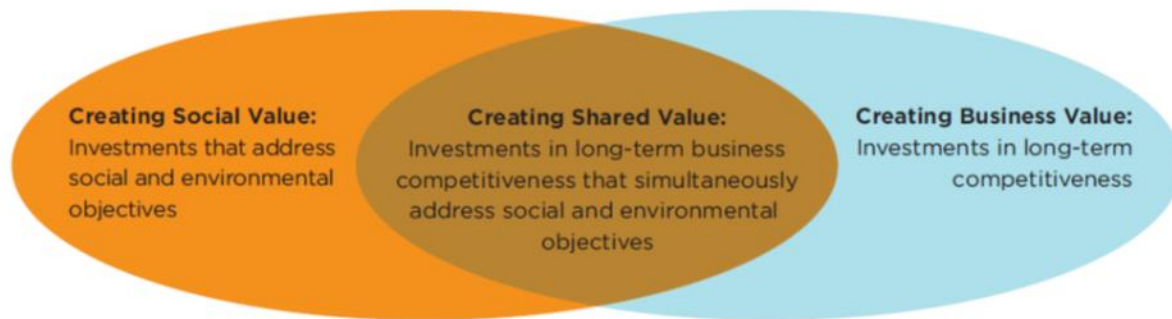 Creating Social Value:
Investments that address
social and environmental
objectives
Creating Shared Value:
Investments in long-term business
competitiveness that simultaneously
address social and environmental
objectives
Creating Business Value:
Investments in long-term
competitiveness